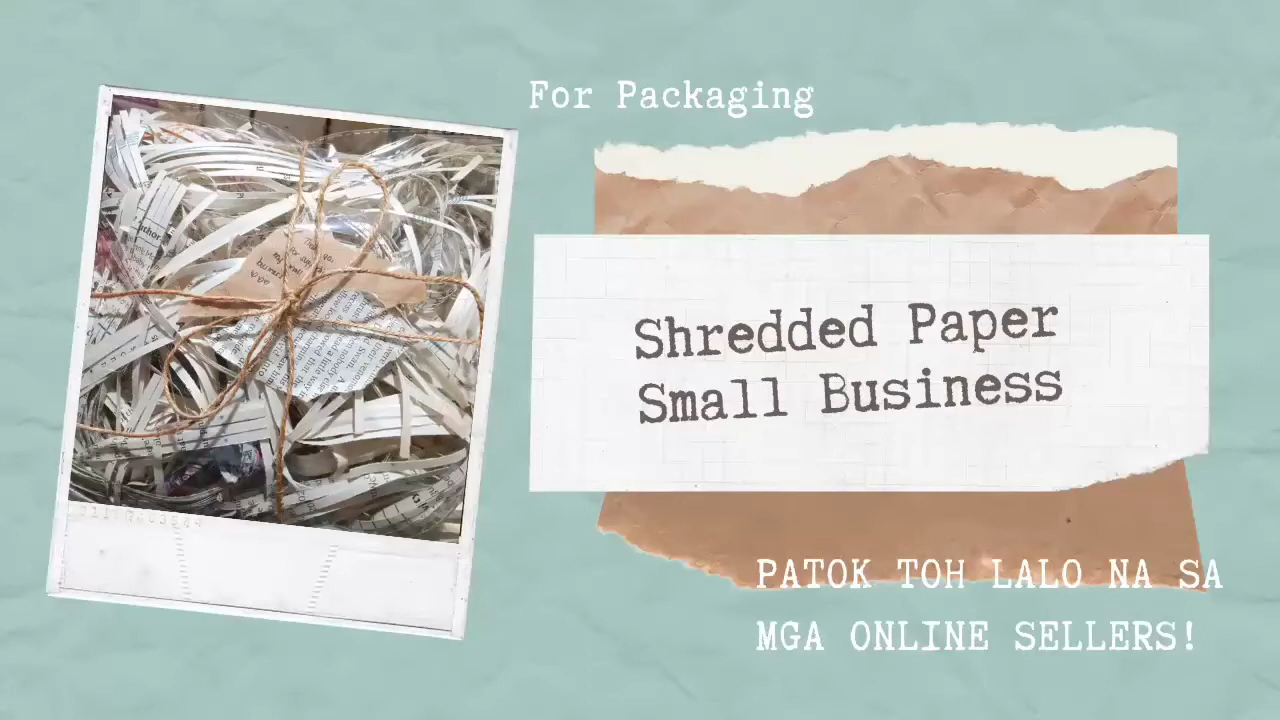 For Packaging
Shredded Paper
Small Business
PATOK TOH LALO NA SA
MGA ONLINE SELLERS!